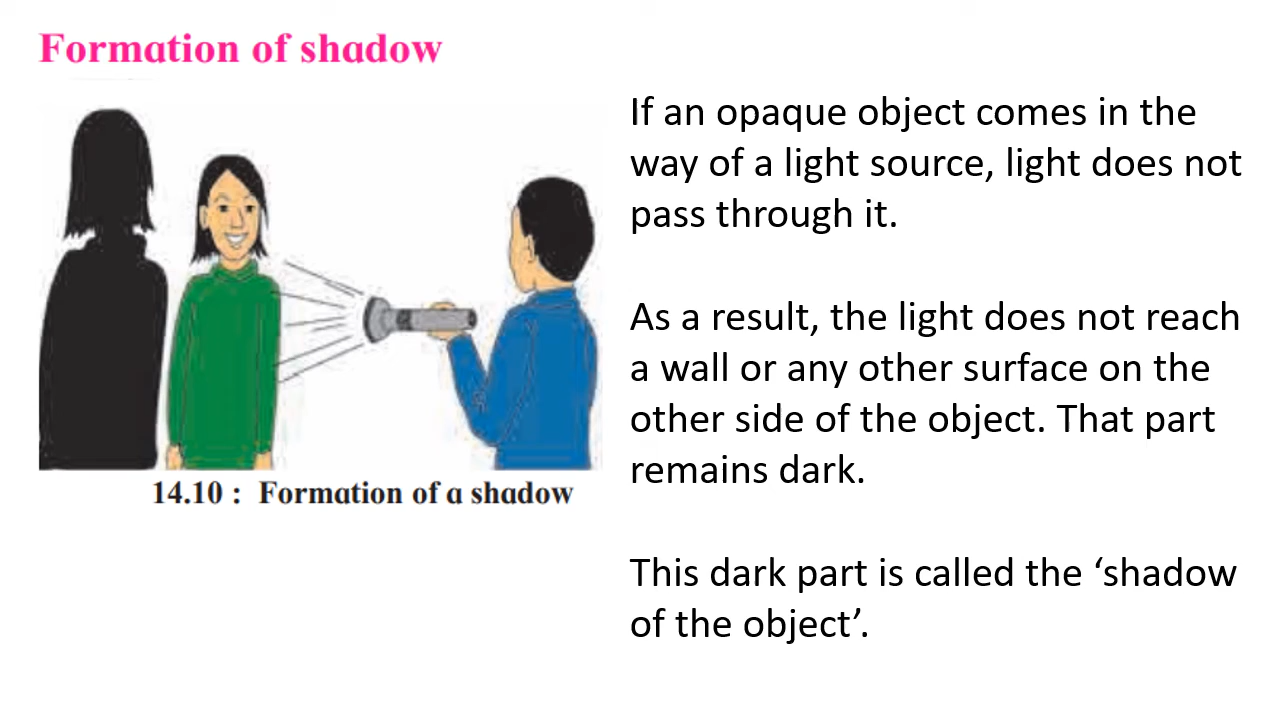 Formation of shadow
If an opaque object comes in the
way of a light source, light does not
pass through it.
As a result, the light does not reach
a wall or any other surface on the
other side of the object. That part
remains dark.
This dark part is called the ‘shadow
of the object’.
14.10 : Formation of a shadow